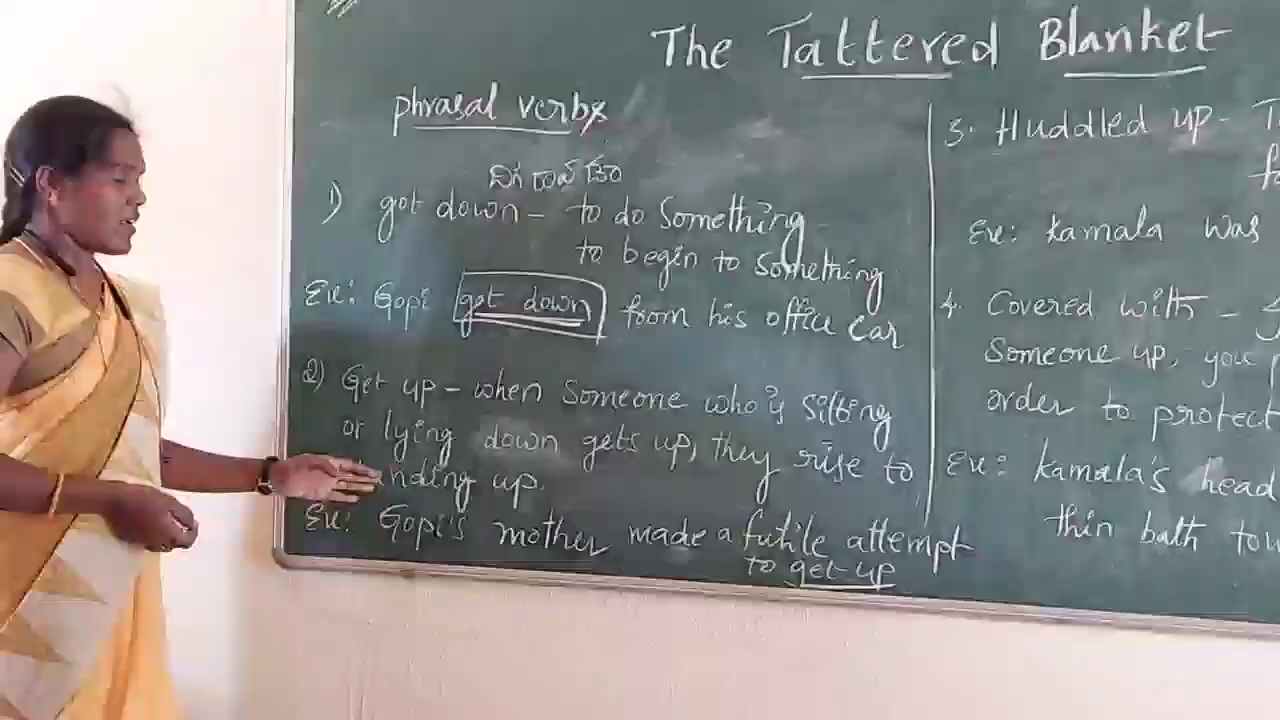 The Tattered Blanket
phrasal verbs
దిగడావడం
1) got down - to do something
to begin to something
Ex: Gopi got down from his office car
2) Get up - when someone who's sitting
or lying down gets up, they rise to
up.
Ex: Gopi's mother made a futile attempt
to get up
3. Huddled up -
Ex: Kamala was
4. Covered with -
Someone up, you
order to protect
Ex: Kamala's head
thin bath